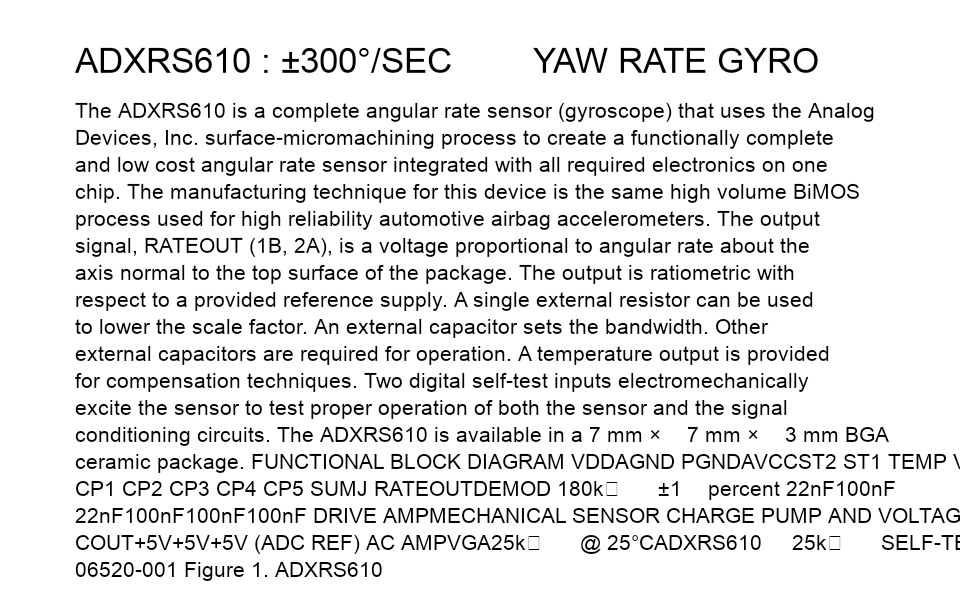 ADXRS610 : ±300°/SEC YAW RATE GYRO
The ADXRS610 is a complete angular rate sensor (gyroscope) that uses the Analog
Devices, Inc. surface-micromachining process to create a functionally complete
and low cost angular rate sensor integrated with all required electronics on one
chip. The manufacturing technique for this device is the same high volume BiMOS
process used for high reliability automotive airbag accelerometers. The output
signal, RATEOUT (1B, 2A), is a voltage proportional to angular rate about the
axis normal to the top surface of the package. The output is ratiometric with
respect to a provided reference supply. A single external resistor can be used
to lower the scale factor. An external capacitor sets the bandwidth. Other
external capacitors are required for operation. A temperature output is provided
for compensation techniques. Two digital self-test inputs electromechanically
excite the sensor to test proper operation of both the sensor and the signal
conditioning circuits. The ADXRS610 is available in a 7 mm × 7 mm × 3 mm BGA
ceramic package. FUNCTIONAL BLOCK DIAGRAM VDDAGND PGNDAVCCST2 ST1 TEMP
CP1 CP2 CP3 CP4 CP5 SUMJ RATEOUTDEMOD 180k□ ±1 percent 22nF100nF
22nF100nF100nF100nF DRIVE AMPMECHANICAL SENSOR CHARGE PUMP AND VOLTAG
COUT+5V+5V+5V (ADC REF) AC AMPVGA25k□ @ 25°CADXRS610 25k□ SELF-TE
06520-001 Figure 1. ADXRS610